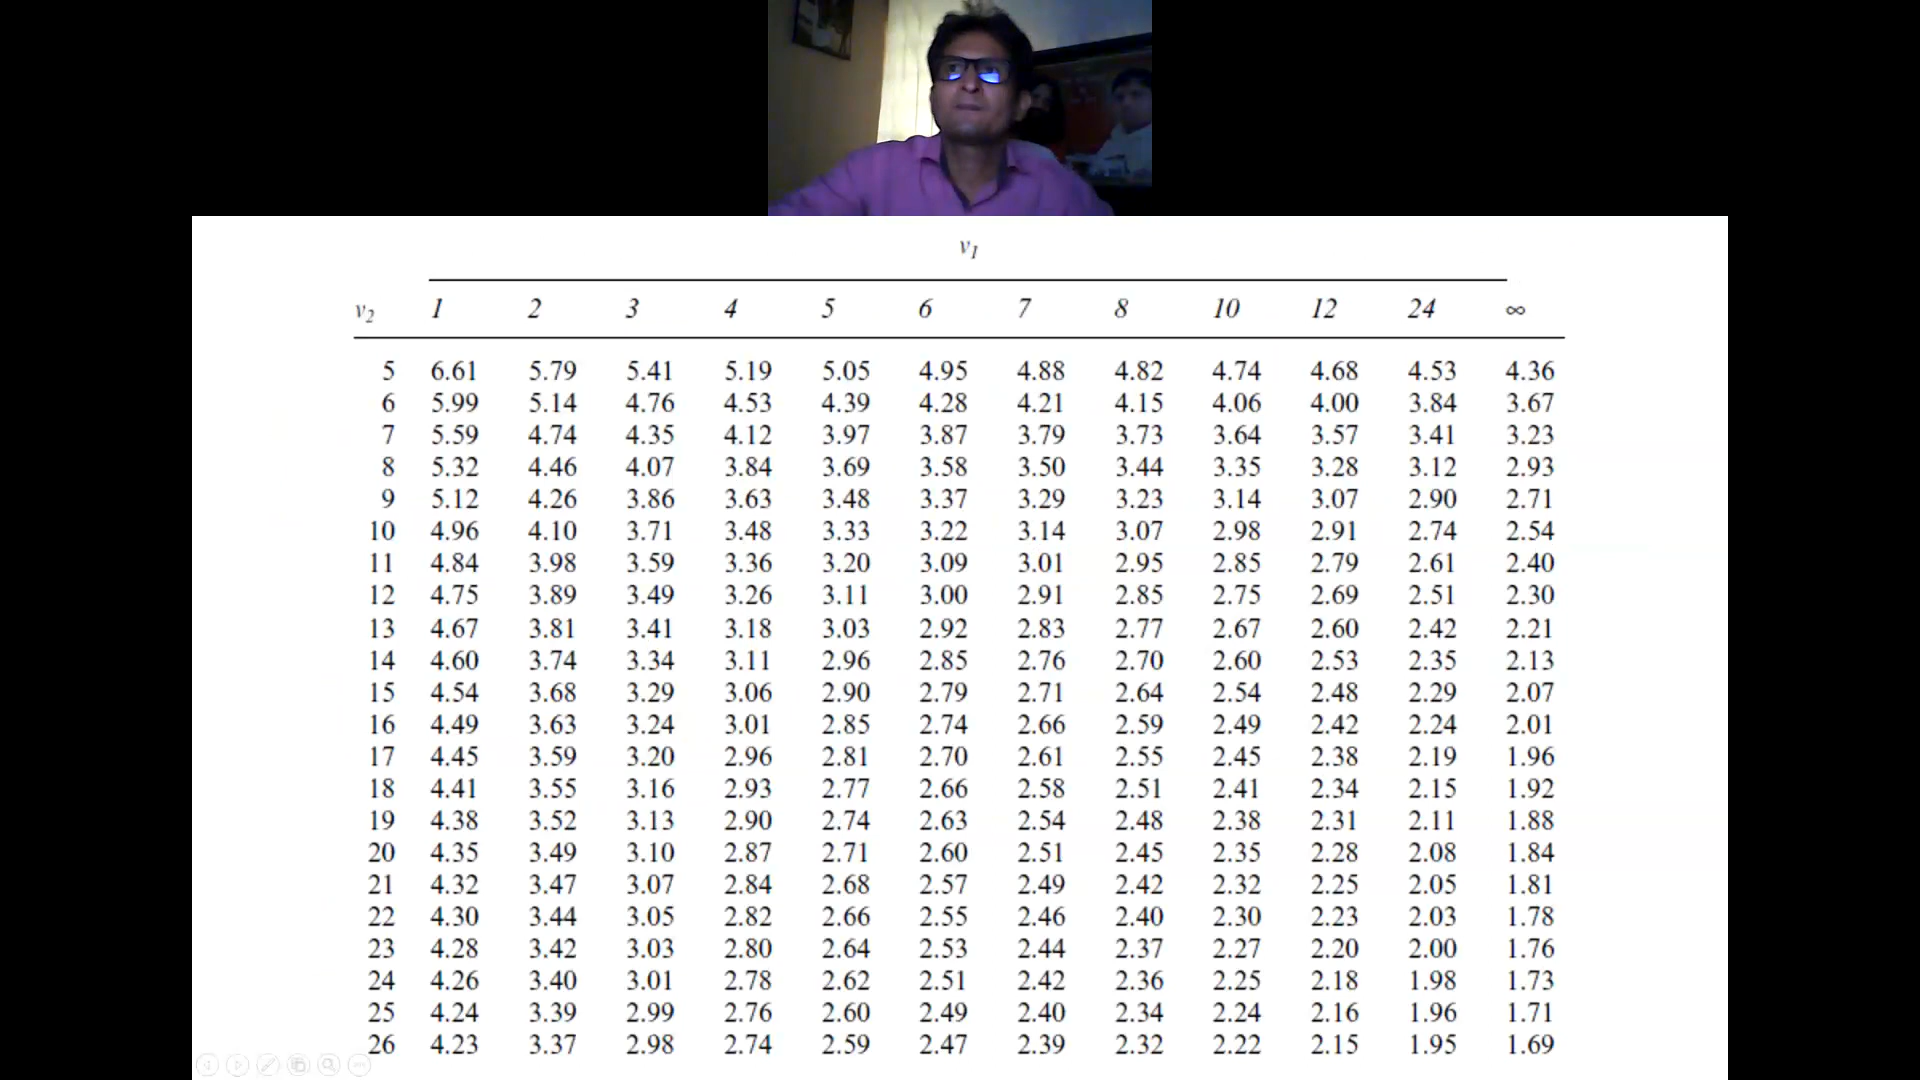 v1
v2 1 2 3 4 5 6 7 8 10 12 24 ∞
5 6.61 5.79 5.41 5.19 5.05 4.95 4.88 4.82 4.74 4.68 4.53 4.36
6 5.99 5.14 4.76 4.53 4.39 4.28 4.21 4.15 4.06 4.00 3.84 3.67
7 5.59 4.74 4.35 4.12 3.97 3.87 3.79 3.73 3.64 3.57 3.41 3.23
8 5.32 4.46 4.07 3.84 3.69 3.58 3.50 3.44 3.35 3.28 3.12 2.93
9 5.12 4.26 3.86 3.63 3.48 3.37 3.29 3.23 3.14 3.07 2.90 2.71
10 4.96 4.10 3.71 3.48 3.33 3.22 3.14 3.07 2.98 2.91 2.74 2.54
11 4.84 3.98 3.59 3.36 3.20 3.09 3.01 2.95 2.85 2.79 2.61 2.40
12 4.75 3.89 3.49 3.26 3.11 3.00 2.91 2.85 2.75 2.69 2.51 2.30
13 4.67 3.81 3.41 3.18 3.03 2.92 2.83 2.77 2.67 2.60 2.42 2.21
14 4.60 3.74 3.34 3.11 2.96 2.85 2.76 2.70 2.60 2.53 2.35 2.13
15 4.54 3.68 3.29 3.06 2.90 2.79 2.71 2.64 2.54 2.48 2.29 2.07
16 4.49 3.63 3.24 3.01 2.85 2.74 2.66 2.59 2.49 2.42 2.24 2.01
17 4.45 3.59 3.20 2.96 2.81 2.70 2.61 2.55 2.45 2.38 2.19 1.96
18 4.41 3.55 3.16 2.93 2.77 2.66 2.58 2.51 2.41 2.34 2.15 1.92
19 4.38 3.52 3.13 2.90 2.74 2.63 2.54 2.48 2.38 2.31 2.11 1.88
20 4.35 3.49 3.10 2.87 2.71 2.60 2.51 2.45 2.35 2.28 2.08 1.84
21 4.32 3.47 3.07 2.84 2.68 2.57 2.49 2.42 2.32 2.25 2.05 1.81
22 4.30 3.44 3.05 2.82 2.66 2.55 2.46 2.40 2.30 2.23 2.03 1.78
23 4.28 3.42 3.03 2.80 2.64 2.53 2.44 2.37 2.27 2.20 2.00 1.76
24 4.26 3.40 3.01 2.78 2.62 2.51 2.42 2.36 2.25 2.18 1.98 1.73
25 4.24 3.39 2.99 2.76 2.60 2.49 2.40 2.34 2.24 2.16 1.96 1.71
26 4.23 3.37 2.98 2.74 2.59 2.47 2.39 2.32 2.22 2.15 1.95 1.69